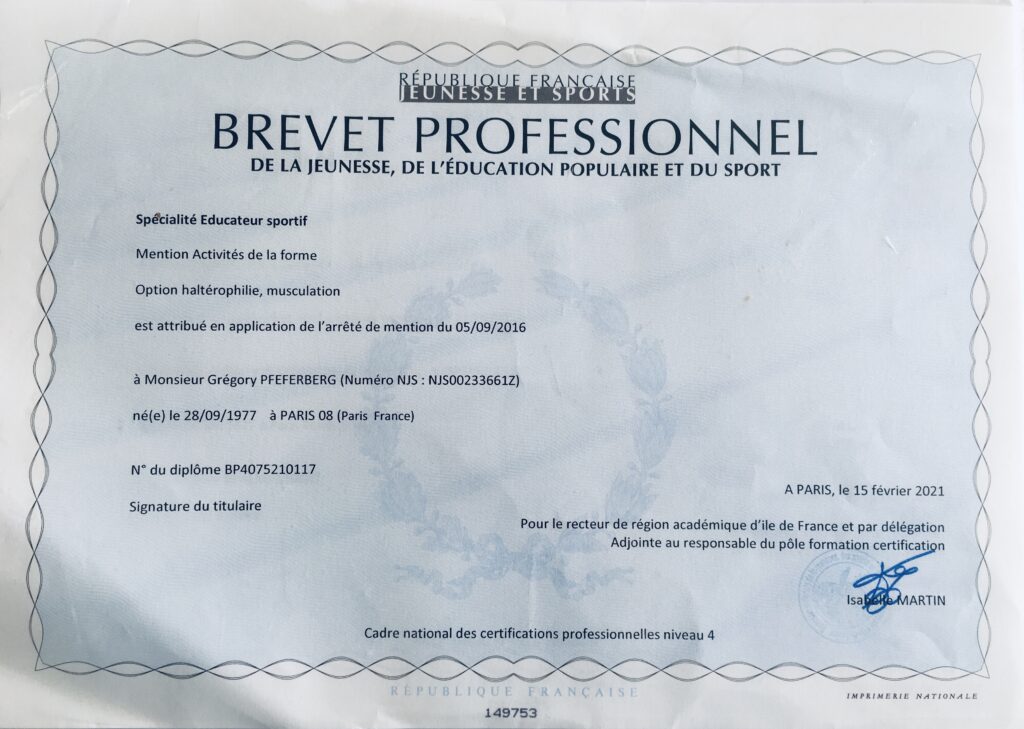 RÉPUBLIQUE FRANÇAISE
JEUNESSE ET SPORTS
BREVET PROFESSIONNEL
DE LA JEUNESSE, DE L'ÉDUCATION POPULAIRE ET DU SPORT
Spécialité Educateur sportif
Mention Activités de la forme
Option haltérophilie, musculation
est attribué en application de l'arrêté de mention du 05/09/2016
à Monsieur Grégory PFEFERBERG (Numéro NJS : NJS00233661Z)
né(e) le 28/09/1977 à PARIS 08 (Paris France)
N° du diplôme BP4075210117
Signature du titulaire
A PARIS, le 15 février 2021
Pour le recteur de région académique d'ile de France et par délégation
Adjointe au responsable du pôle formation certification
Isabelle MARTIN
Cadre national des certifications professionnelles niveau 4
RÉPUBLIQUE FRANÇAISE
IMPRIMERIE NATIONALE
149753